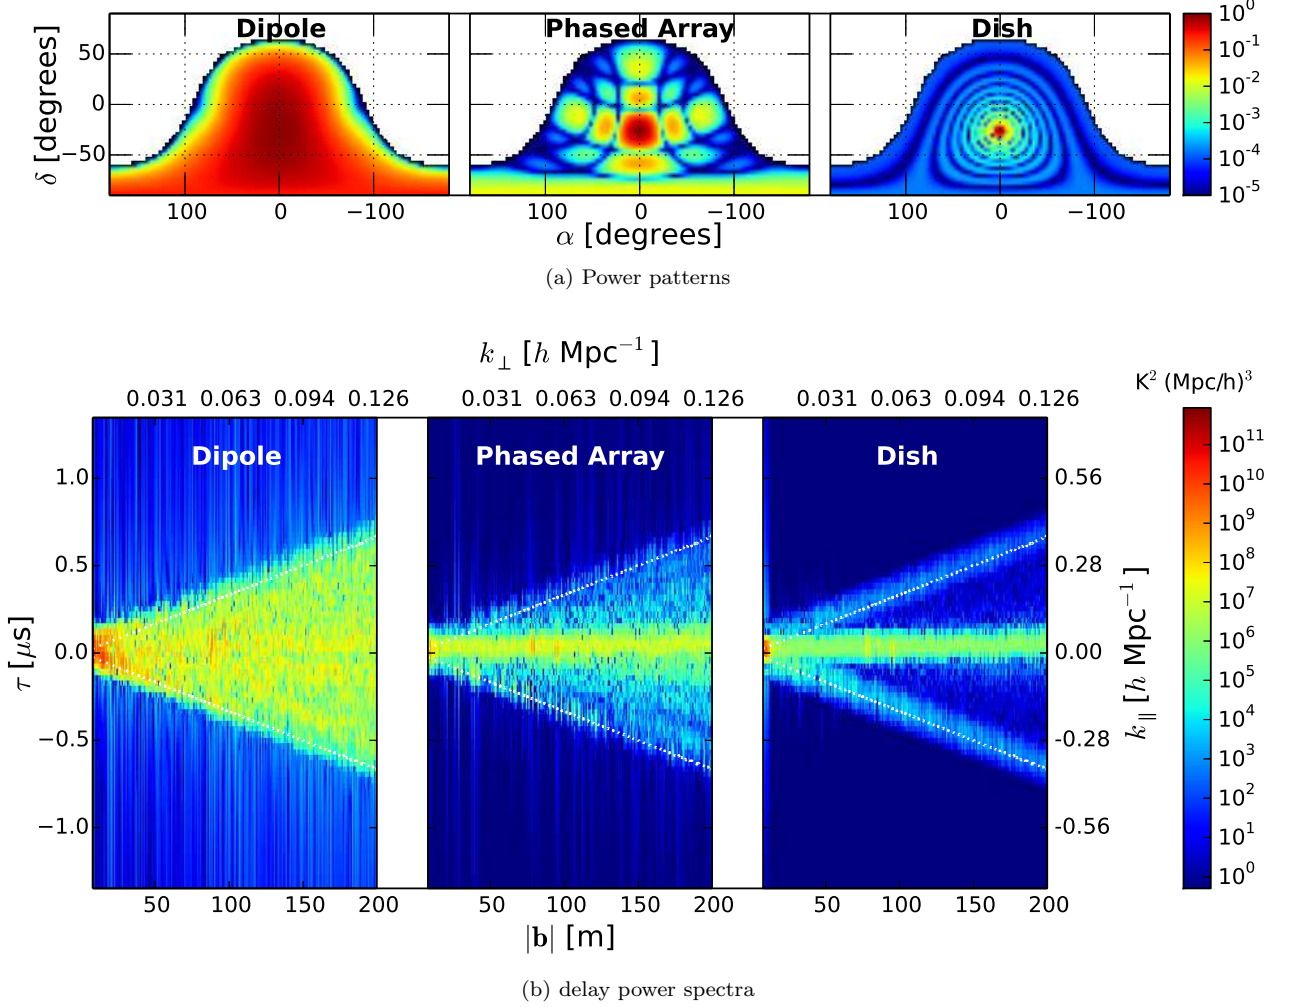 Dipole Phased Array Dish
δ [degrees]
50
0
−50
100 0 −100 100 0 −100 100 0 −100
α [degrees]
10^0
10^-1
10^-2
10^-3
10^-4
10^-5
(a) Power patterns
k_⊥ [h Mpc^−1]
0.031 0.063 0.094 0.126 0.031 0.063 0.094 0.126 0.031 0.063 0.094 0.126
K^2 (Mpc/h)^3
Dipole Phased Array Dish
τ [μs]
1.0
0.5
0.0
−0.5
−1.0
0.56
0.28
0.00
-0.28
-0.56
k_∥ [h Mpc^−1]
10^11
10^10
10^9
10^8
10^7
10^6
10^5
10^4
10^3
10^2
10^1
10^0
50 100 150 200 50 100 150 200 50 100 150 200
|b| [m]
(b) delay power spectra